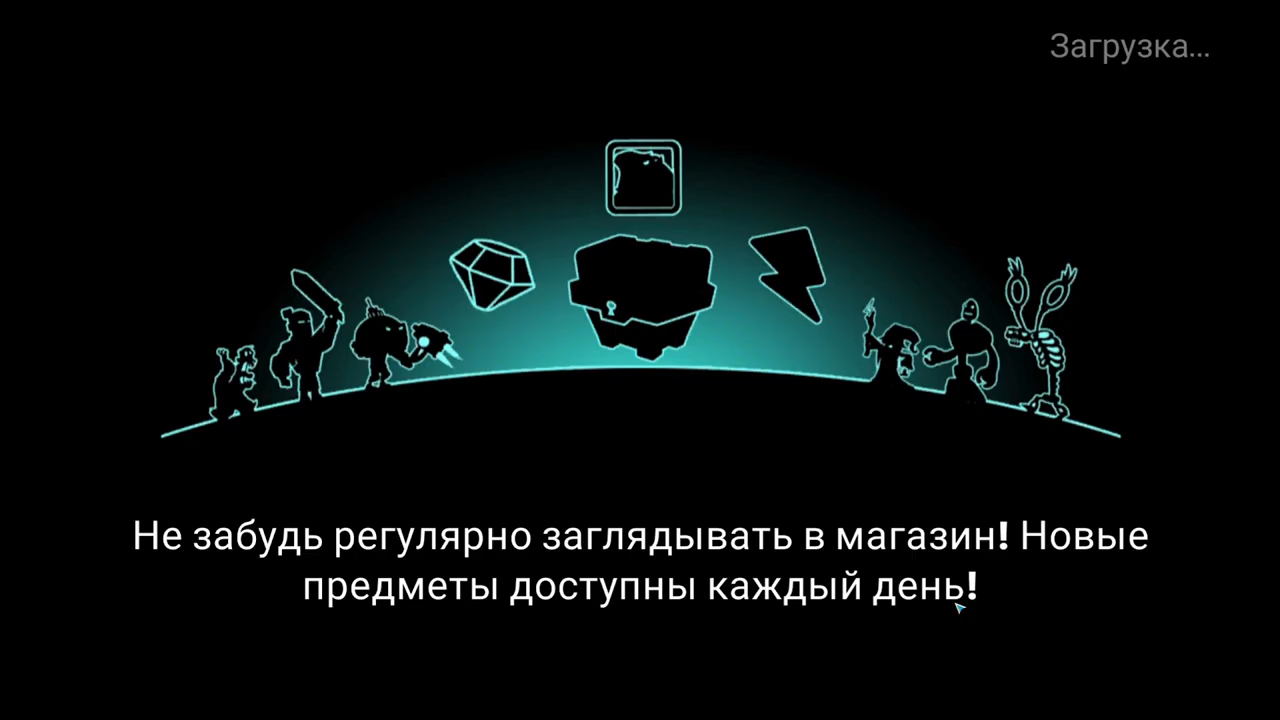 Загрузка...
Не забудь регулярно заглядывать в магазин! Новые
предметы доступны каждый день!